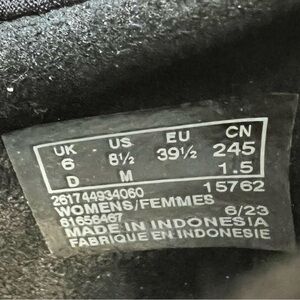 UK US EU CN
6 8½ 39½ 245
D M 1.5
261744934060 15762
WOMENS/FEMMES
81656467 6/23
MADE IN INDONESIA
FABRIQUE EN INDONESIE